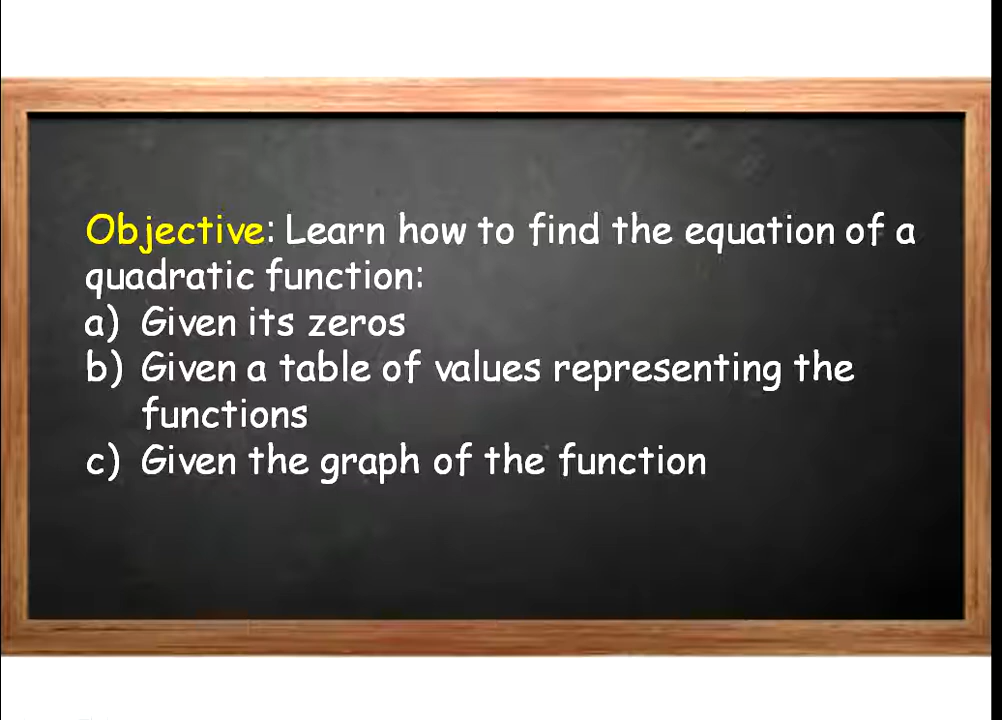 Objective: Learn how to find the equation of a
quadratic function:
a) Given its zeros
b) Given a table of values representing the
functions
c) Given the graph of the function